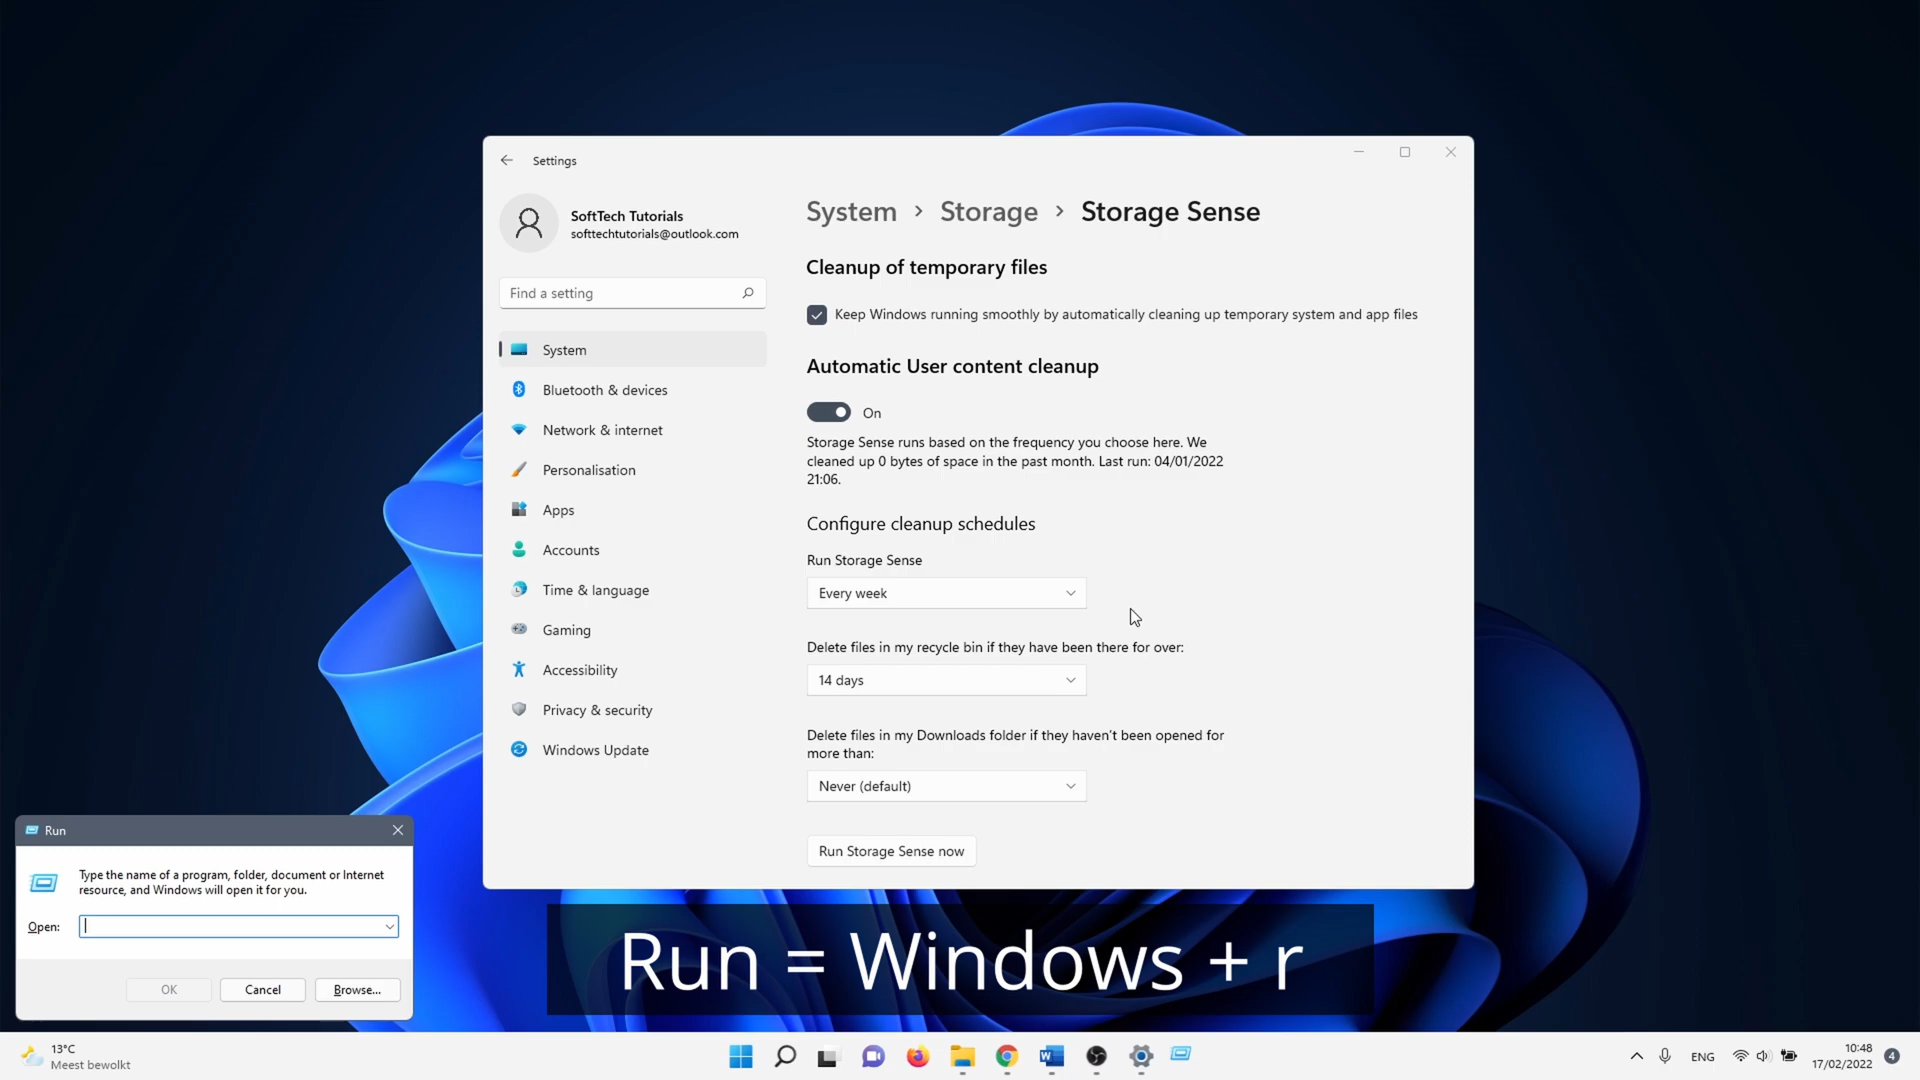 Settings
SoftTech Tutorials
softtechtutorials@outlook.com
Find a setting
System
Bluetooth & devices
Network & internet
Personalisation
Apps
Accounts
Time & language
Gaming
Accessibility
Privacy & security
Windows Update
System › Storage › Storage Sense
Cleanup of temporary files
Keep Windows running smoothly by automatically cleaning up temporary system and app files
Automatic User content cleanup
On
Storage Sense runs based on the frequency you choose here. We
cleaned up 0 bytes of space in the past month. Last run: 04/01/2022
21:06.
Configure cleanup schedules
Run Storage Sense
Every week
Delete files in my recycle bin if they have been there for over:
14 days
Delete files in my Downloads folder if they haven't been opened for
more than:
Never (default)
Run Storage Sense now
Run
Type the name of a program, folder, document or Internet
resource, and Windows will open it for you.
Open:
OK
Cancel
Browse...
Run = Windows + r
13°C
Meest bewolkt
W
ENG
10:48
17/02/2022
4